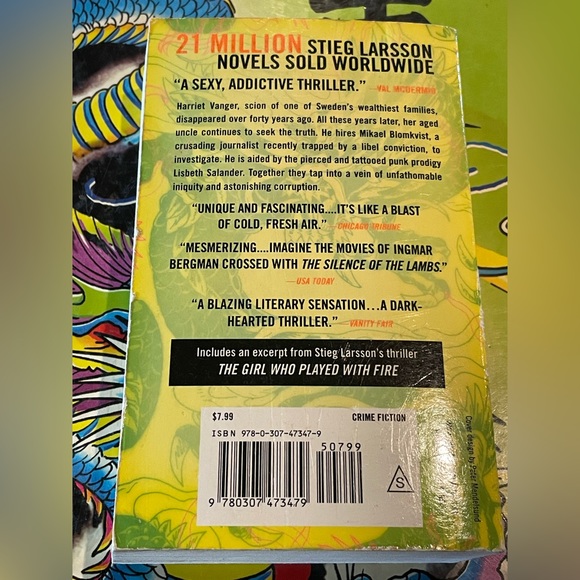 21 MILLION STIEG LARSSON
NOVELS SOLD WORLDWIDE
“A SEXY, ADDICTIVE THRILLER.” —VAL MCDERMID
Harriet Vanger, scion of one of Sweden's wealthiest families,
disappeared over forty years ago. All these years later, her aged
uncle continues to seek the truth. He hires Mikael Blomkvist, a
crusading journalist recently trapped by a libel conviction, to
investigate. He is aided by the pierced and tattooed punk prodigy
Lisbeth Salander. Together they tap into a vein of unfathomable
iniquity and astonishing corruption.
“UNIQUE AND FASCINATING....IT'S LIKE A BLAST
OF COLD, FRESH AIR.” —CHICAGO TRIBUNE
“MESMERIZING....IMAGINE THE MOVIES OF INGMAR
BERGMAN CROSSED WITH THE SILENCE OF THE LAMBS.”
—USA TODAY
“A BLAZING LITERARY SENSATION...A DARK-
HEARTED THRILLER.” —VANITY FAIR
Includes an excerpt from Stieg Larsson's thriller
THE GIRL WHO PLAYED WITH FIRE
$7.99 CRIME FICTION
ISBN 978-0-307-47347-9
50799
9 780307 473479
S
Cover design by Peter Mendelsund